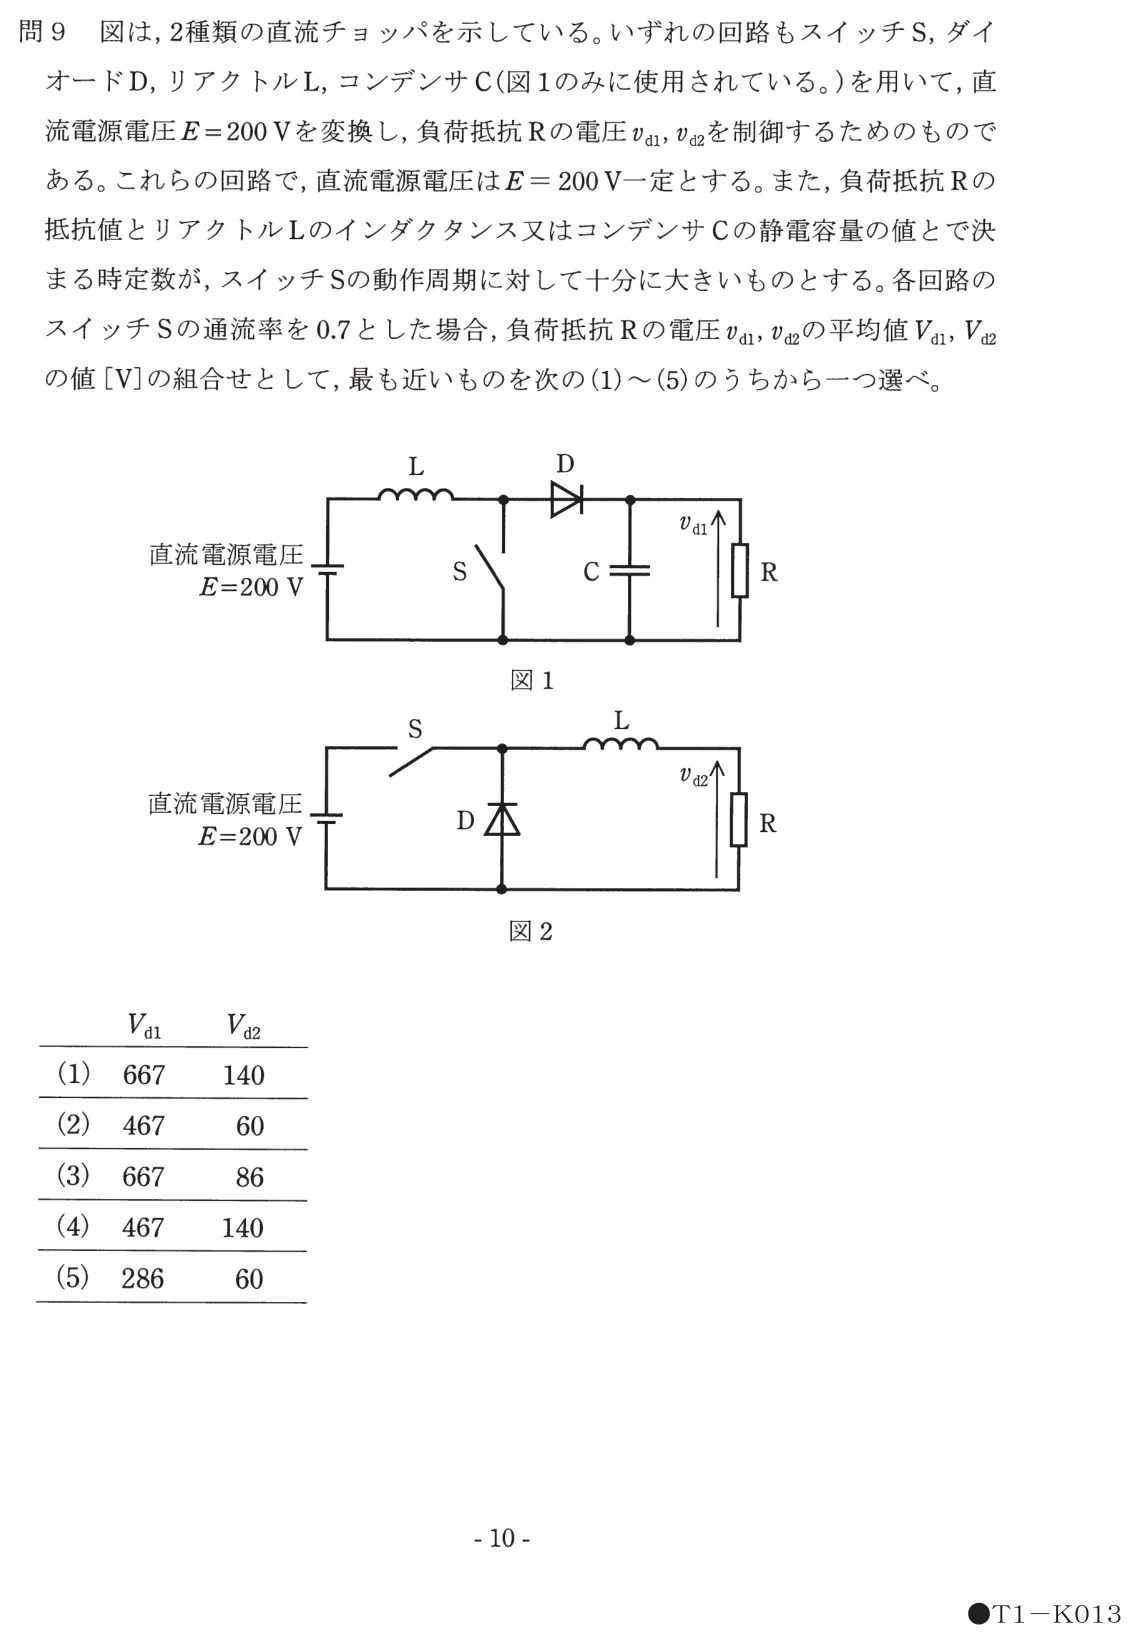 問9 図は,2種類の直流チョッパを示している。いずれの回路もスイッチS,ダイ
オードD,リアクトルL,コンデンサC(図1のみに使用されている。)を用いて,直
流電源電圧E=200 Vを変換し,負荷抵抗Rの電圧vd1,vd2を制御するためのもので
ある。これらの回路で,直流電源電圧はE=200 V一定とする。また,負荷抵抗Rの
抵抗値とリアクトルLのインダクタンス又はコンデンサCの静電容量の値とで決
まる時定数が,スイッチSの動作周期に対して十分に大きいものとする。各回路の
スイッチSの通流率を0.7とした場合,負荷抵抗Rの電圧vd1,vd2の平均値Vd1,Vd2
の値[V]の組合せとして,最も近いものを次の(1)~(5)のうちから一つ選べ。
L
D
直流電源電圧
E=200 V
S
C
vd1
R
図1
S
L
直流電源電圧
E=200 V
D
vd2
R
図2
Vd1 Vd2
(1) 667 140
(2) 467 60
(3) 667 86
(4) 467 140
(5) 286 60
- 10 -
●T1-K013